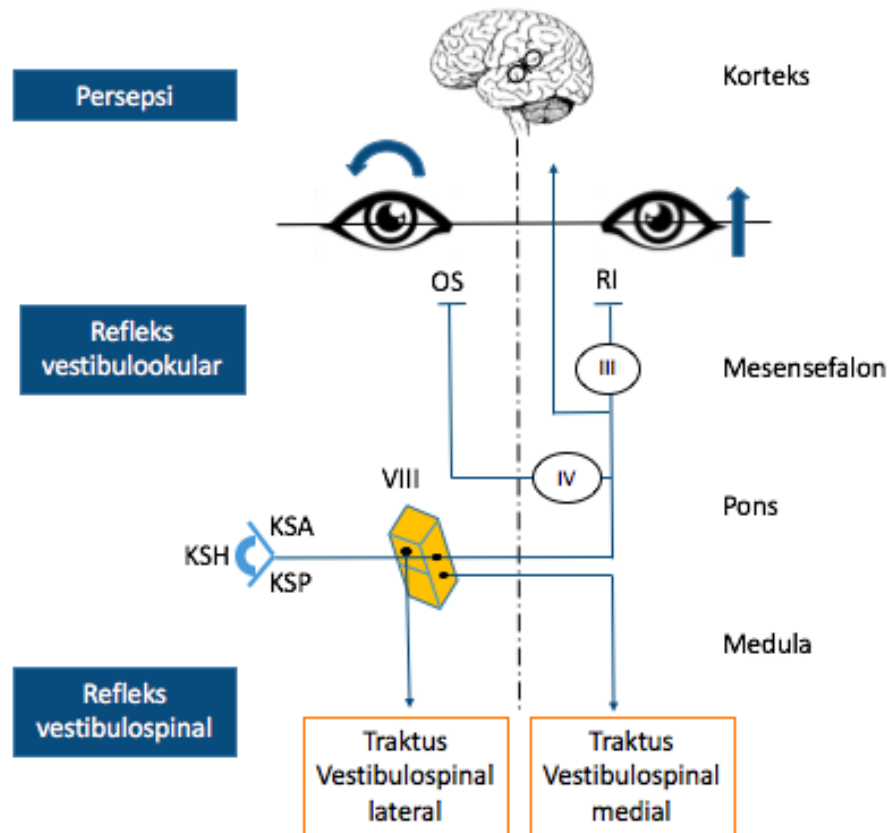 Persepsi
Korteks
OS
RI
Refleks
vestibulookular
III
Mesensefalon
VIII
IV
Pons
KSA
KSH
KSP
Medula
Refleks
vestibulospinal
Traktus
Vestibulospinal
lateral
Traktus
Vestibulospinal
medial